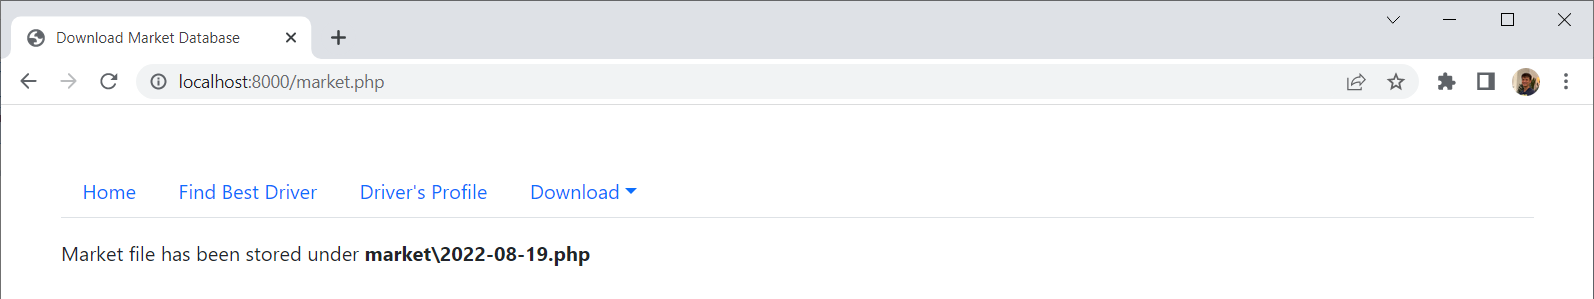 Download Market Database
localhost:8000/market.php
Home Find Best Driver Driver's Profile Download
Market file has been stored under market\2022-08-19.php